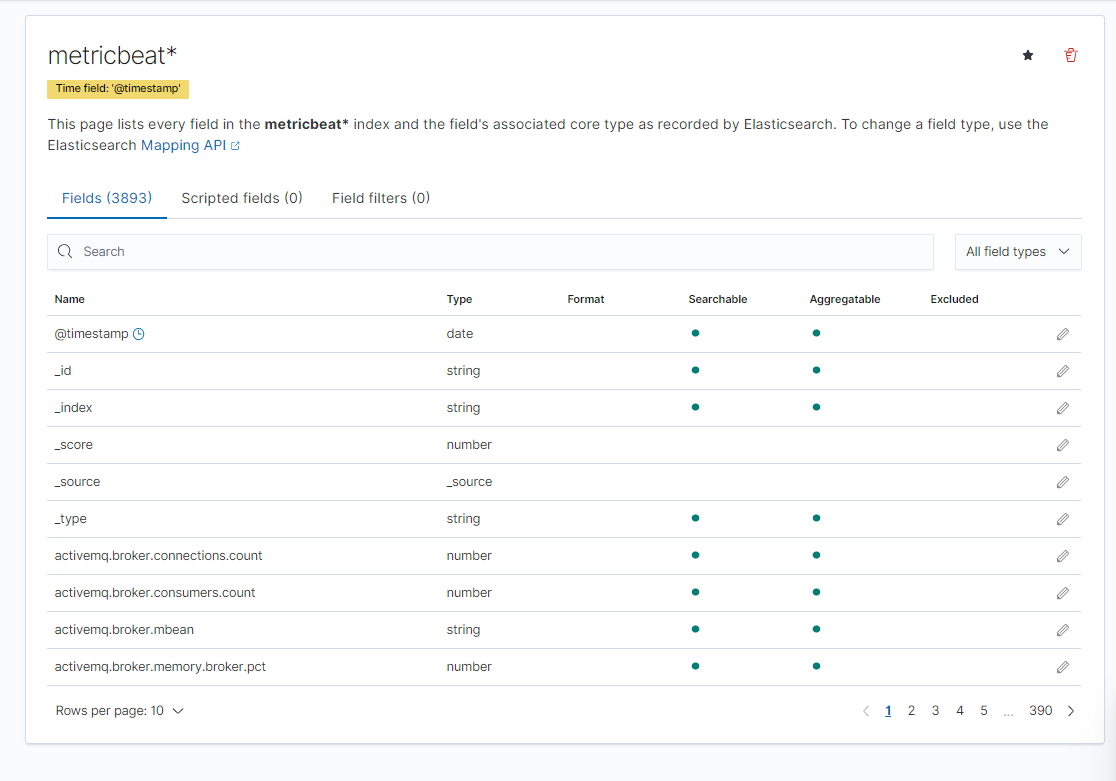 metricbeat*
Time field: '@timestamp'
This page lists every field in the metricbeat* index and the field's associated core type as recorded by Elasticsearch. To change a field type, use the
Elasticsearch Mapping API
Fields (3893) Scripted fields (0) Field filters (0)
Search All field types
Name Type Format Searchable Aggregatable Excluded
@timestamp date
_id string
_index string
_score number
_source _source
_type string
activemq.broker.connections.count number
activemq.broker.consumers.count number
activemq.broker.mbean string
activemq.broker.memory.broker.pct number
Rows per page: 10 1 2 3 4 5 ... 390